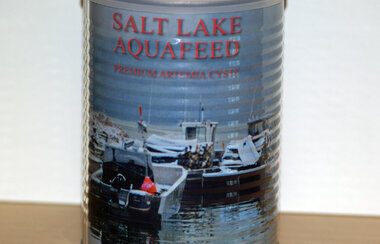 SALT LAKE
AQUAFEED
PREMIUM ARTEMIA CYSTS